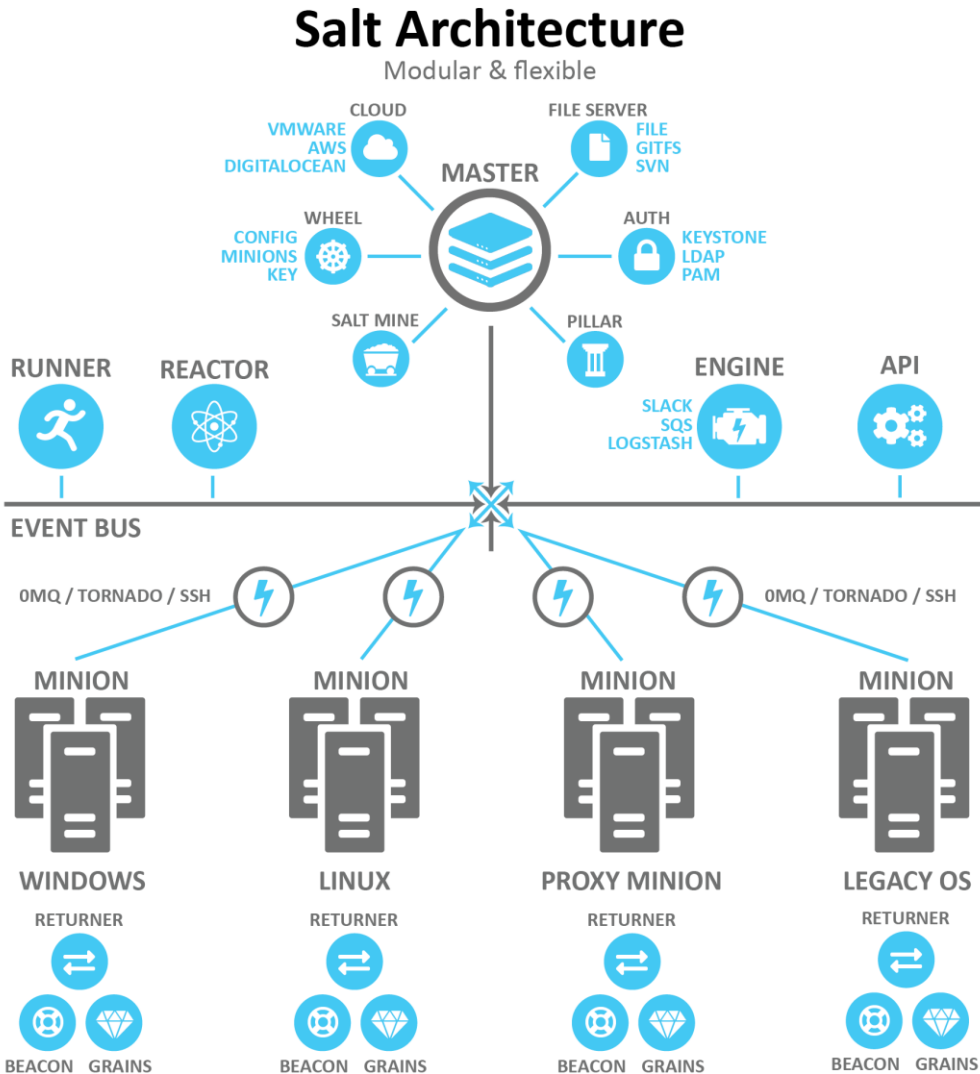 Salt Architecture
Modular & flexible
CLOUD
VMWARE
AWS
DIGITALOCEAN
FILE SERVER
FILE
GITFS
SVN
MASTER
WHEEL
CONFIG
MINIONS
KEY
AUTH
KEYSTONE
LDAP
PAM
SALT MINE
PILLAR
RUNNER
REACTOR
ENGINE
SLACK
SQS
LOGSTASH
API
EVENT BUS
0MQ / TORNADO / SSH
0MQ / TORNADO / SSH
MINION
MINION
MINION
MINION
WINDOWS
LINUX
PROXY MINION
LEGACY OS
RETURNER
RETURNER
RETURNER
RETURNER
BEACON
GRAINS
BEACON
GRAINS
BEACON
GRAINS
BEACON
GRAINS